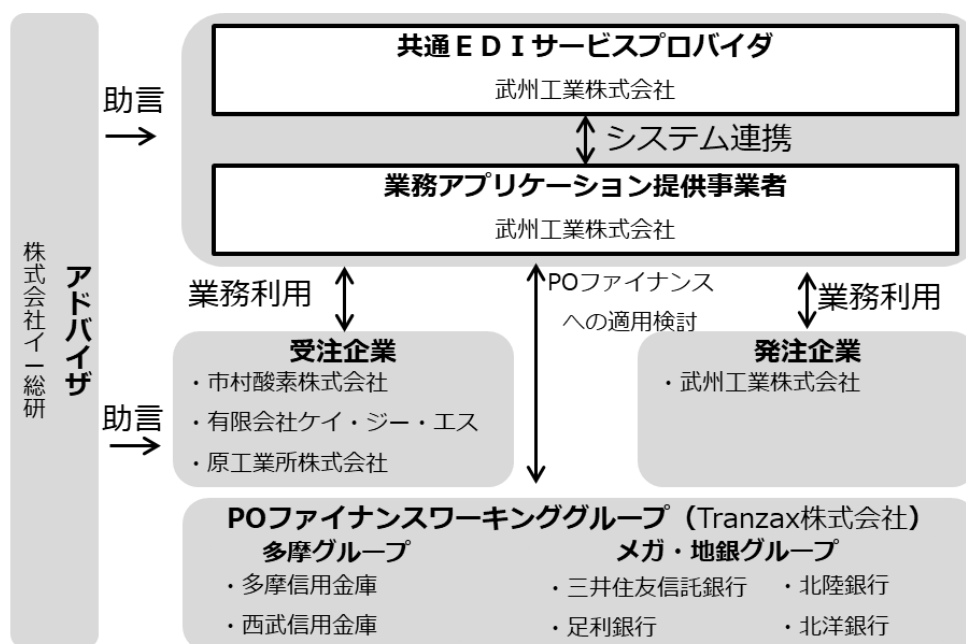 共通ＥＤＩサービスプロバイダ
武州工業株式会社
助言
システム連携
業務アプリケーション提供事業者
武州工業株式会社
株式会社イー総研
アドバイザ
業務利用
POファイナンス
への適用検討
業務利用
受注企業
・市村酸素株式会社
・有限会社ケイ・ジー・エス
・原工業所株式会社
発注企業
・武州工業株式会社
助言
POファイナンスワーキンググループ（Tranzax株式会社）
多摩グループ
・多摩信用金庫
・西武信用金庫
メガ・地銀グループ
・三井住友信託銀行
・北陸銀行
・足利銀行
・北洋銀行